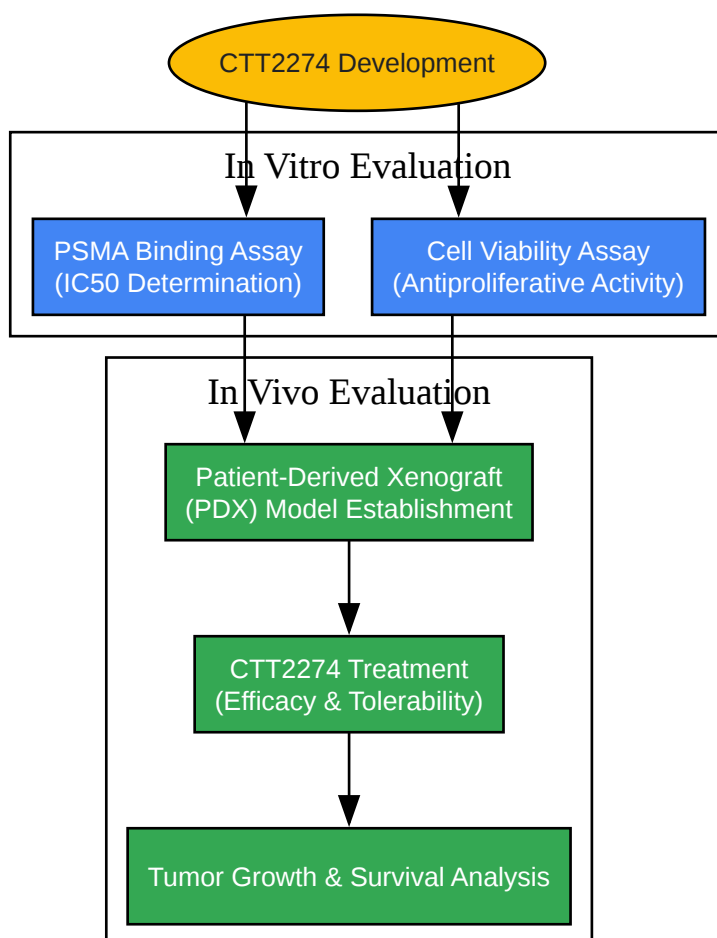 CTT2274 Development
In Vitro Evaluation
PSMA Binding Assay
(IC50 Determination)
Cell Viability Assay
(Antiproliferative Activity)
In Vivo Evaluation
Patient-Derived Xenograft
(PDX) Model Establishment
CTT2274 Treatment
(Efficacy & Tolerability)
Tumor Growth & Survival Analysis